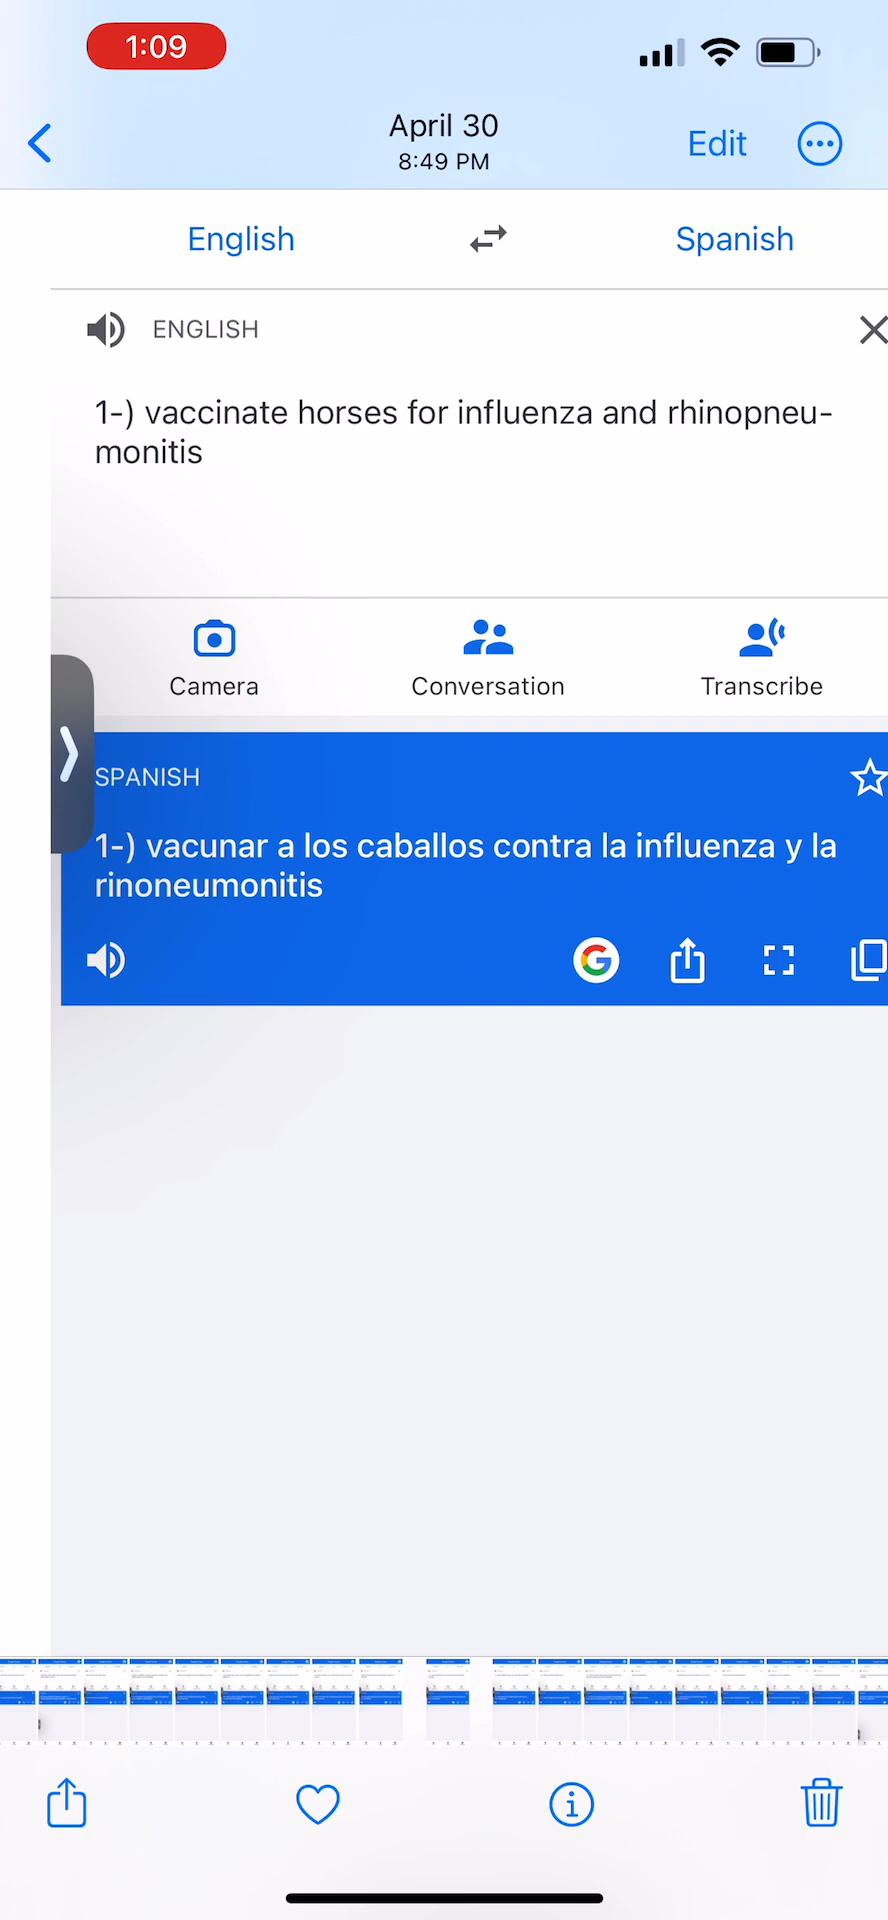 1:09
April 30
8:49 PM
Edit
English
Spanish
ENGLISH
1-) vaccinate horses for influenza and rhinopneu-
monitis
Camera
Conversation
Transcribe
SPANISH
1-) vacunar a los caballos contra la influenza y la
rinoneumonitis